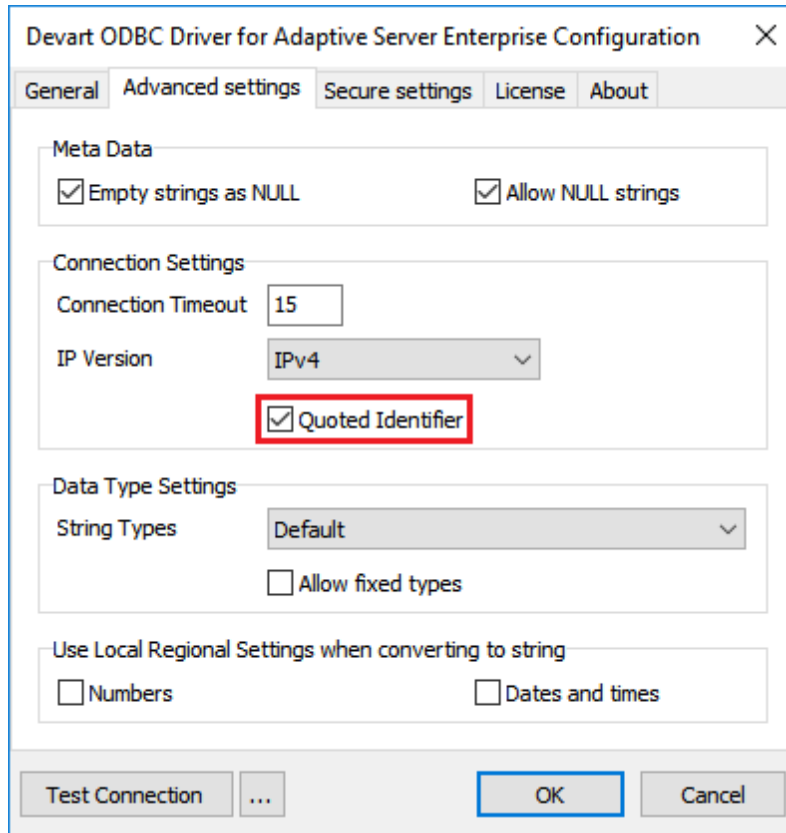 Devart ODBC Driver for Adaptive Server Enterprise Configuration
General Advanced settings Secure settings License About
Meta Data
Empty strings as NULL Allow NULL strings
Connection Settings
Connection Timeout 15
IP Version IPv4
Quoted Identifier
Data Type Settings
String Types Default
Allow fixed types
Use Local Regional Settings when converting to string
Numbers Dates and times
Test Connection ... OK Cancel